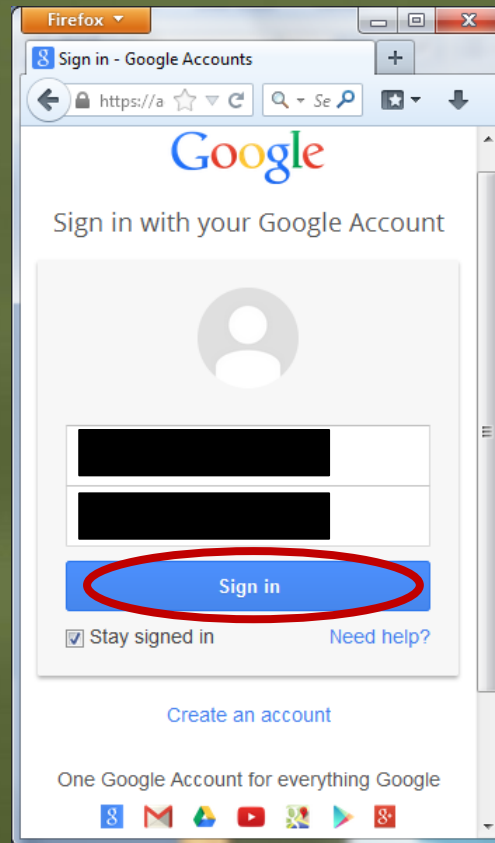 Firefox
Sign in - Google Accounts
https://a
Se
Google
Sign in with your Google Account
Sign in
Stay signed in
Need help?
Create an account
One Google Account for everything Google